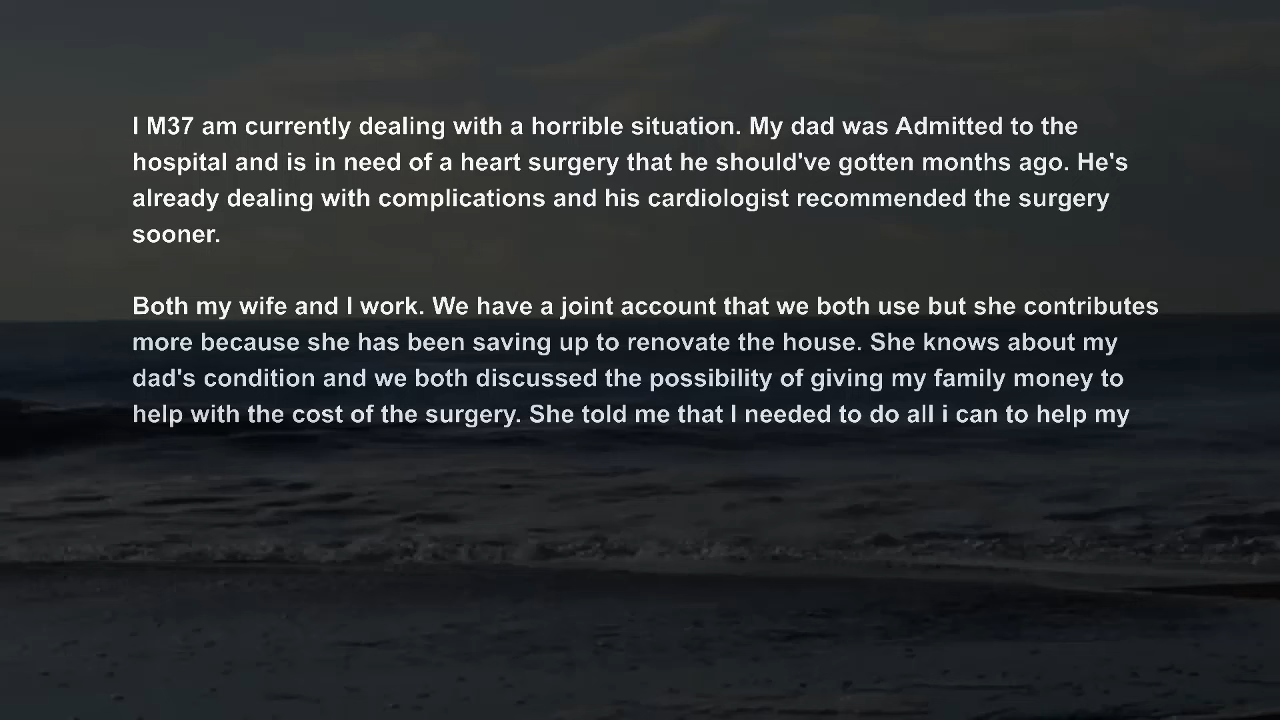 I M37 am currently dealing with a horrible situation. My dad was Admitted to the
hospital and is in need of a heart surgery that he should've gotten months ago. He's
already dealing with complications and his cardiologist recommended the surgery
sooner.
Both my wife and I work. We have a joint account that we both use but she contributes
more because she has been saving up to renovate the house. She knows about my
dad's condition and we both discussed the possibility of giving my family money to
help with the cost of the surgery. She told me that I needed to do all i can to help my